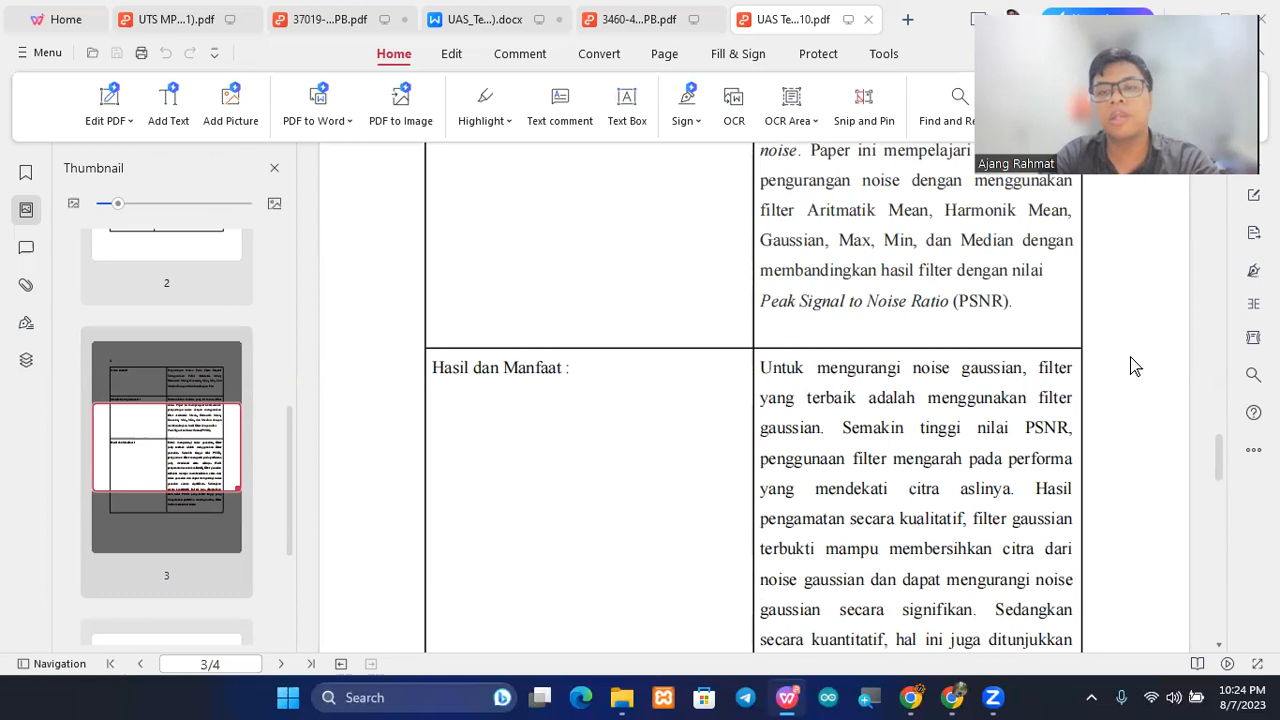 Home
UTS MP...1).pdf
37019-...PB.pdf
UAS_Te...).docx
3460-4...PB.pdf
UAS Te...10.pdf
Menu
Home
Edit
Comment
Convert
Page
Fill & Sign
Protect
Tools
Edit PDF
Add Text
Add Picture
PDF to Word
PDF to Image
Highlight
Text comment
Text Box
Sign
OCR
OCR Area
Snip and Pin
Find and Re
Ajang Rahmat
Thumbnail
2
3
noise. Paper ini mempelajari
pengurangan noise dengan menggunakan
filter Aritmatik Mean, Harmonik Mean,
Gaussian, Max, Min, dan Median dengan
membandingkan hasil filter dengan nilai
Peak Signal to Noise Ratio (PSNR).
Hasil dan Manfaat :
Untuk mengurangi noise gaussian, filter
yang terbaik adalah menggunakan filter
gaussian. Semakin tinggi nilai PSNR,
penggunaan filter mengarah pada performa
yang mendekati citra aslinya. Hasil
pengamatan secara kualitatif, filter gaussian
terbukti mampu membersihkan citra dari
noise gaussian dan dapat mengurangi noise
gaussian secara signifikan. Sedangkan
secara kuantitatif, hal ini juga ditunjukkan
Navigation
3/4
Search
10:24 PM
8/7/2023